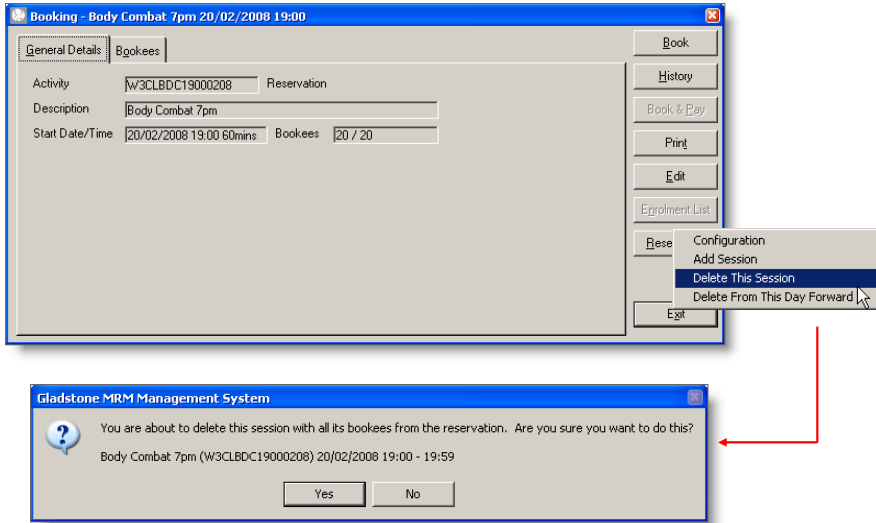 Booking - Body Combat 7pm 20/02/2008 19:00
General Details Bookees
Activity W3CLBDC19000208 Reservation
Description Body Combat 7pm
Start Date/Time 20/02/2008 19:00 60mins Bookees 20 / 20
Book
History
Book & Pay
Print
Edit
Enrolment List
Rese
Exit
Configuration
Add Session
Delete This Session
Delete From This Day Forward
Gladstone MRM Management System
You are about to delete this session with all its bookees from the reservation. Are you sure you want to do this?
Body Combat 7pm (W3CLBDC19000208) 20/02/2008 19:00 - 19:59
Yes No